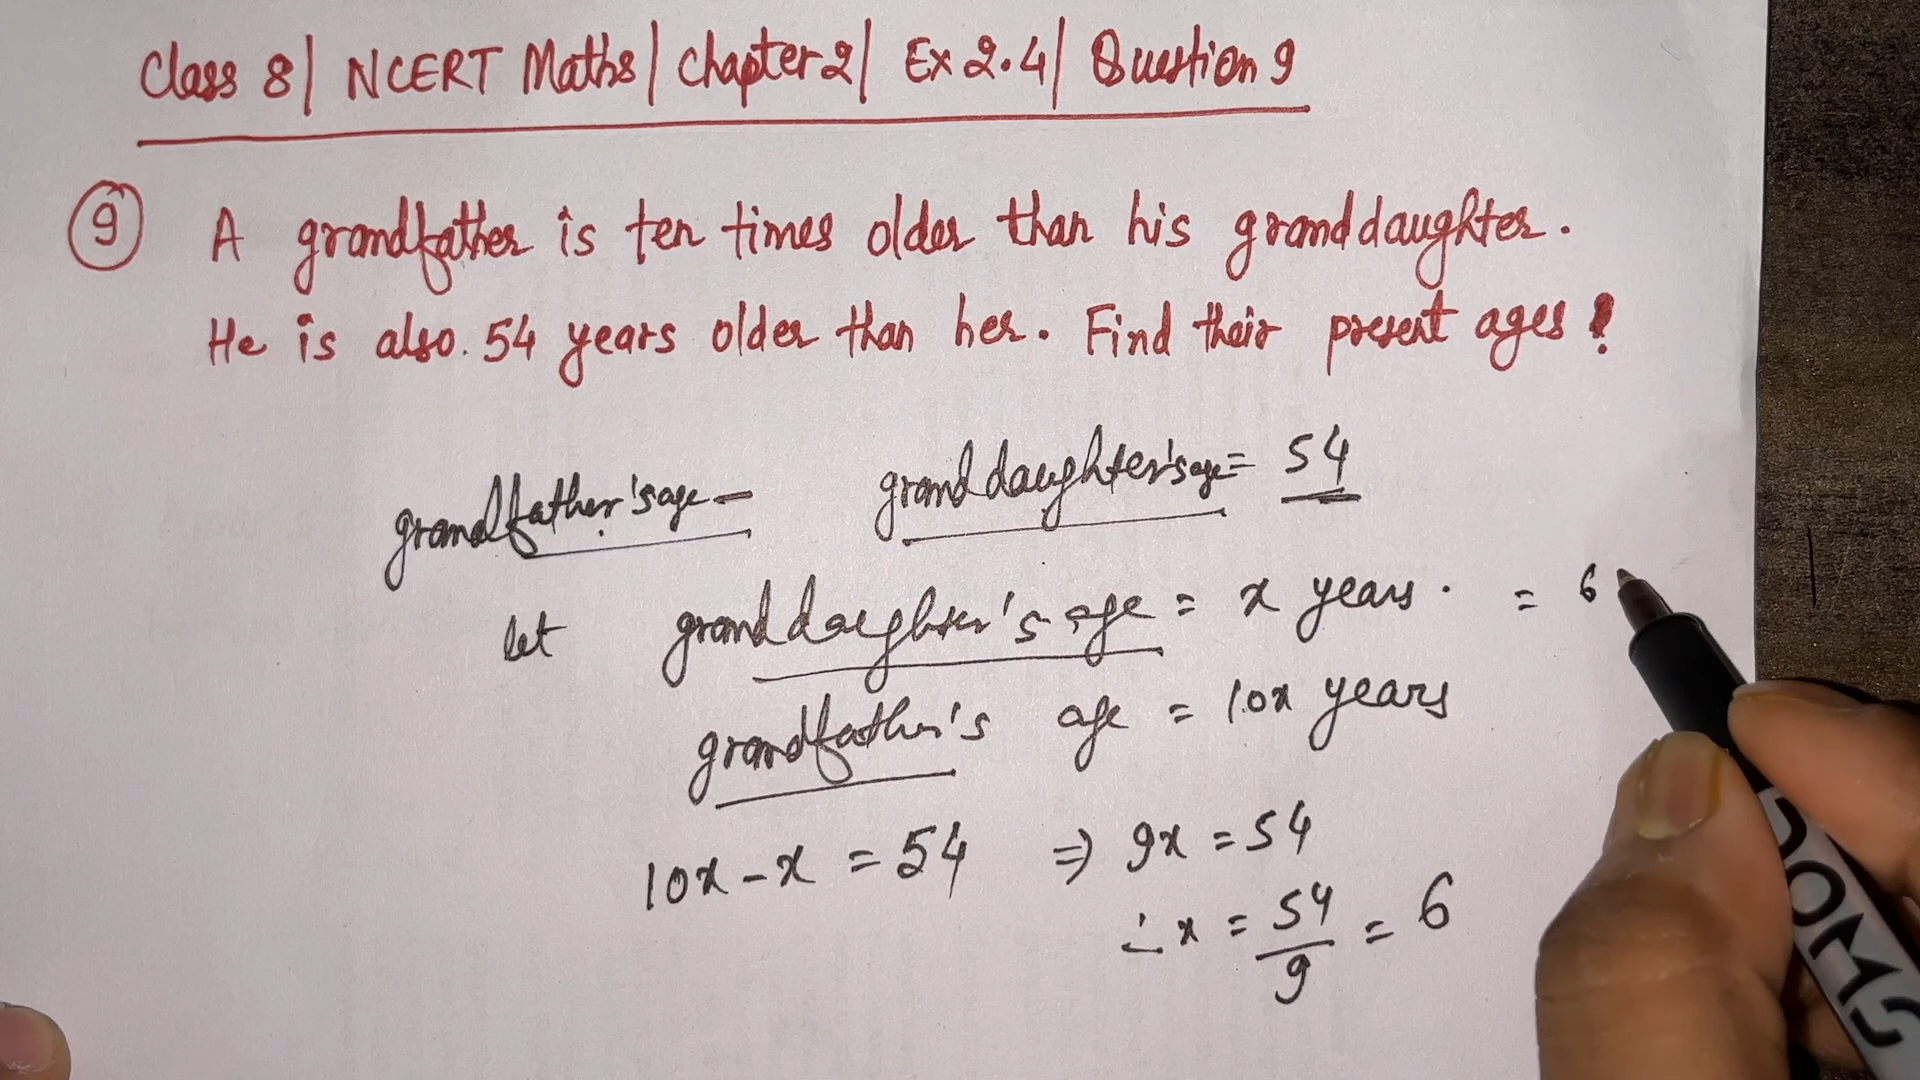 Class 8| NCERT Maths| Chapter 2| Ex 2.4| Question 9
9 A grandfather is ten times older than his granddaughter.
He is also 54 years older than her. Find their present ages?
grandfather's age - granddaughter's age = 54
let granddaughter's age = x years. = 6
grandfather's age = 10x years
10x - x = 54 ⇒ 9x = 54
∴ x = 54/9 = 6
DOMS